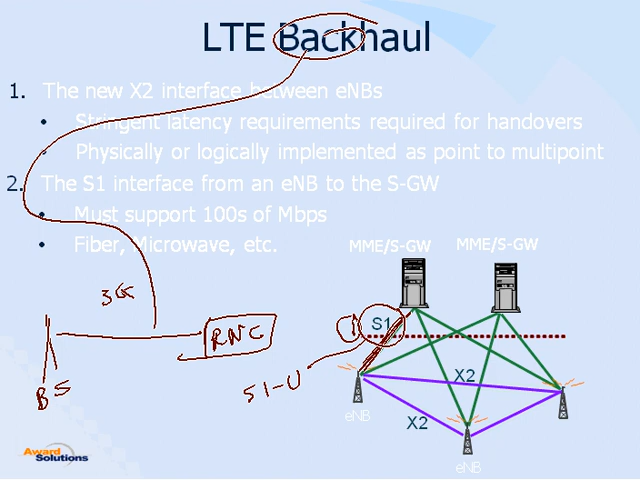 LTE Backhaul
1. The new X2 interface between eNBs
• Stringent latency requirements required for handovers
• Physically or logically implemented as point to multipoint
2. The S1 interface from an eNB to the S-GW
• Must support 100s of Mbps
• Fiber, Microwave, etc.
MME/S-GW MME/S-GW
3G
S1
RNC
BS
S1-U
X2
eNB
X2
eNB
Award
Solutions